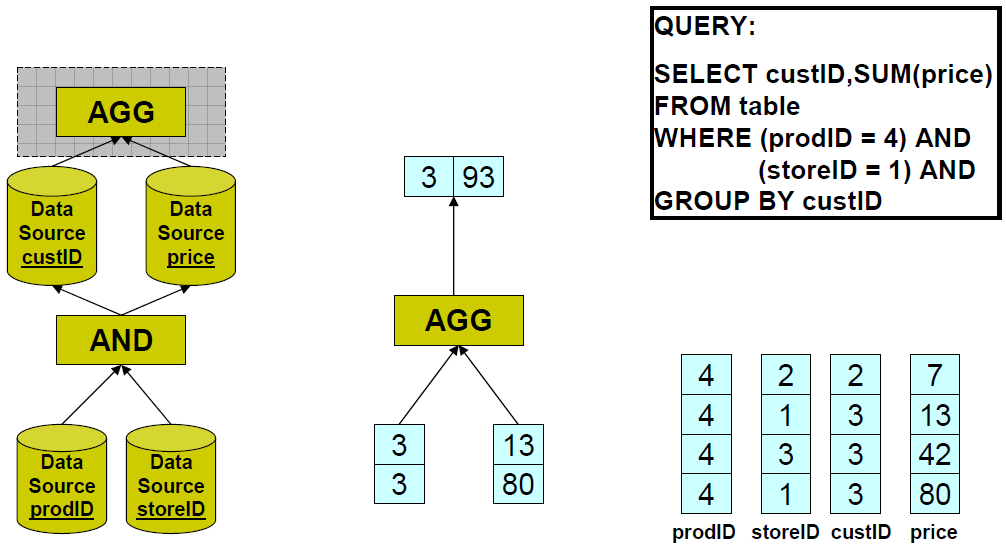 QUERY:
SELECT custID,SUM(price)
FROM table
WHERE (prodID = 4) AND
(storeID = 1) AND
GROUP BY custID
AGG
Data
Source
custID
Data
Source
price
AND
Data
Source
prodID
Data
Source
storeID
3 93
AGG
3 13
3 80
4 2 2 7
4 1 3 13
4 3 3 42
4 1 3 80
prodID storeID custID price